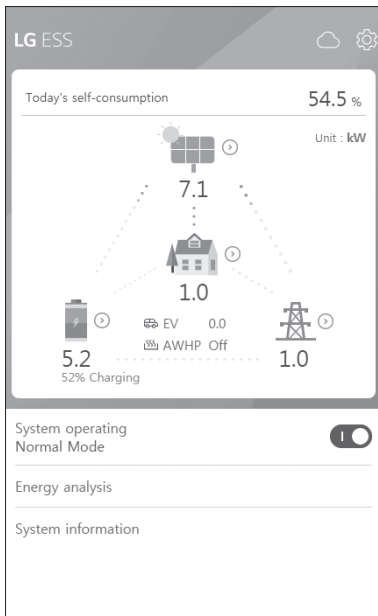 LG ESS
Today's self-consumption 54.5 %
Unit : kW
7.1
1.0
EV 0.0
AWHP Off
5.2
52% Charging
1.0
System operating
Normal Mode
Energy analysis
System information